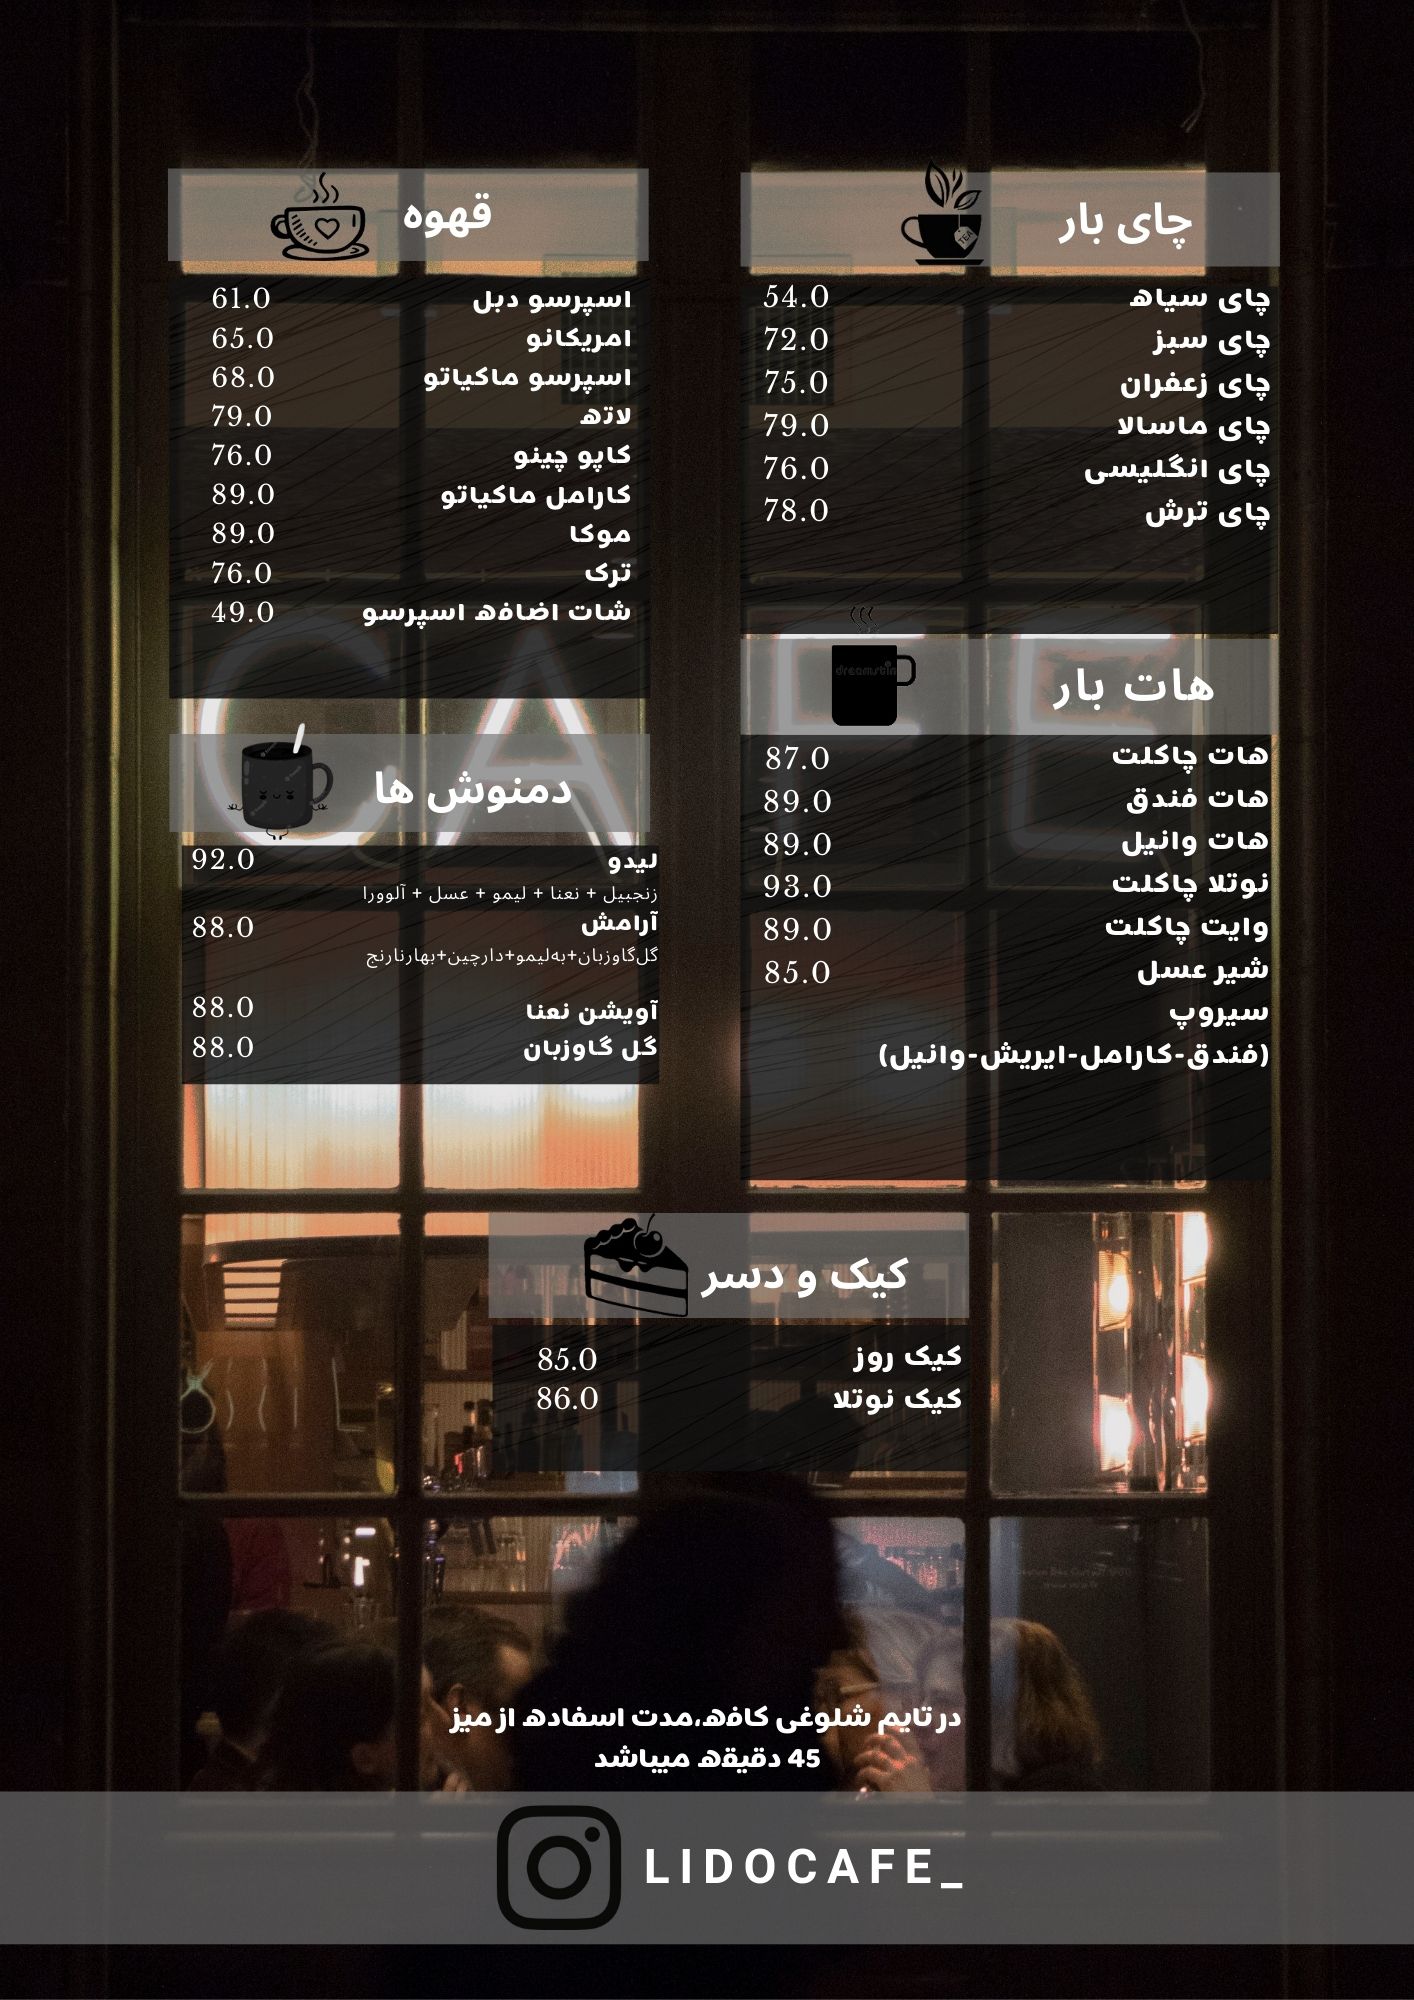 چای بار
چای سیاه 54.0
چای سبز 72.0
چای زعفران 75.0
چای ماسالا 79.0
چای انگلیسی 76.0
چای ترش 78.0
قهوه
اسپرسو دبل 61.0
امریکانو 65.0
اسپرسو ماکیاتو 68.0
لاته 79.0
کاپو چینو 76.0
کارامل ماکیاتو 89.0
موکا 89.0
ترک 76.0
شات اضافه اسپرسو 49.0
هات بار
هات چاکلت 87.0
هات فندق 89.0
هات وانیل 89.0
نوتلا چاکلت 93.0
وایت چاکلت 89.0
شیر عسل 85.0
سیروپ
(فندق-کارامل-ایریش-وانیل)
دمنوش ها
لیدو 92.0
زنجبیل + نعنا + لیمو + عسل + آلوورا
آرامش 88.0
گل‌گاوزبان+به‌لیمو+دارچین+بهارنارنج
آویشن نعنا 88.0
گل گاوزبان 88.0
کیک و دسر
کیک روز 85.0
کیک نوتلا 86.0
در تایم شلوغی کافه،مدت اسفاده از میز
45 دقیقه میباشد
LIDOCAFE_
CAFE
TEA